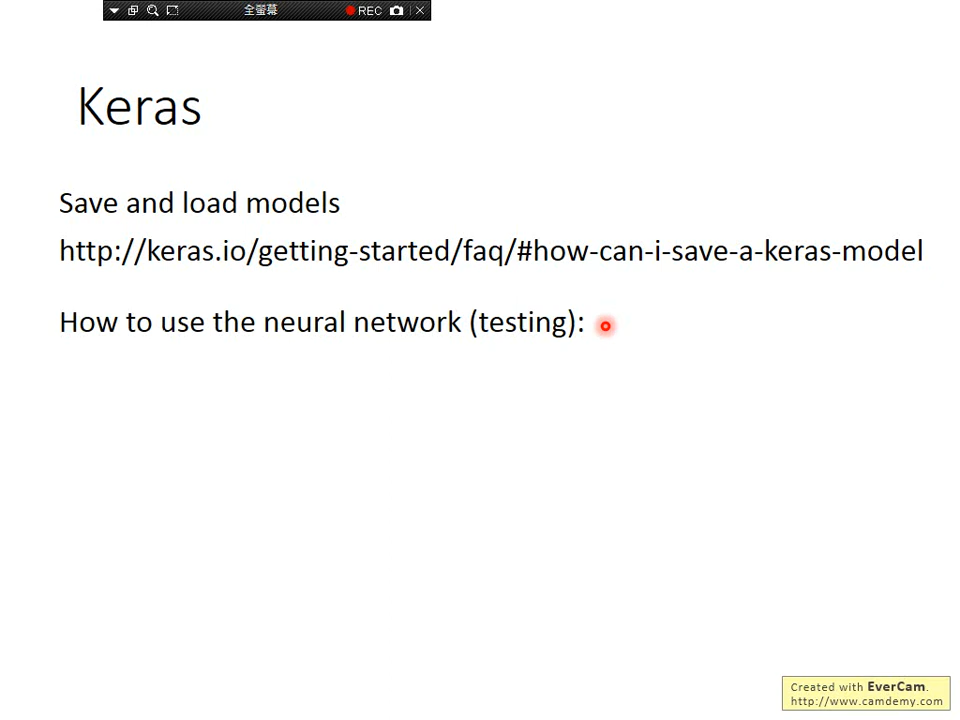 全螢幕 REC
Keras
Save and load models
http://keras.io/getting-started/faq/#how-can-i-save-a-keras-model
How to use the neural network (testing):
Created with EverCam.
http://www.camdemy.com